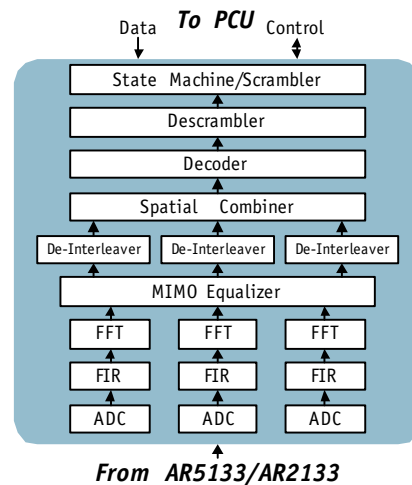 To PCU
Data Control
State Machine/Scrambler
Descrambler
Decoder
Spatial Combiner
De-Interleaver De-Interleaver De-Interleaver
MIMO Equalizer
FFT FFT FFT
FIR FIR FIR
ADC ADC ADC
From AR5133/AR2133